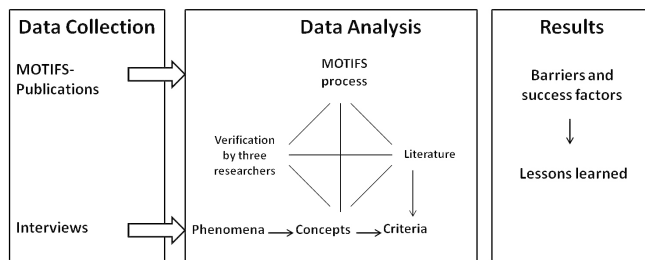 Data Collection
MOTIFS-
Publications
Interviews
Data Analysis
MOTIFS
process
Verification
by three
researchers
Literature
Phenomena
Concepts
Criteria
Results
Barriers and
success factors
Lessons learned